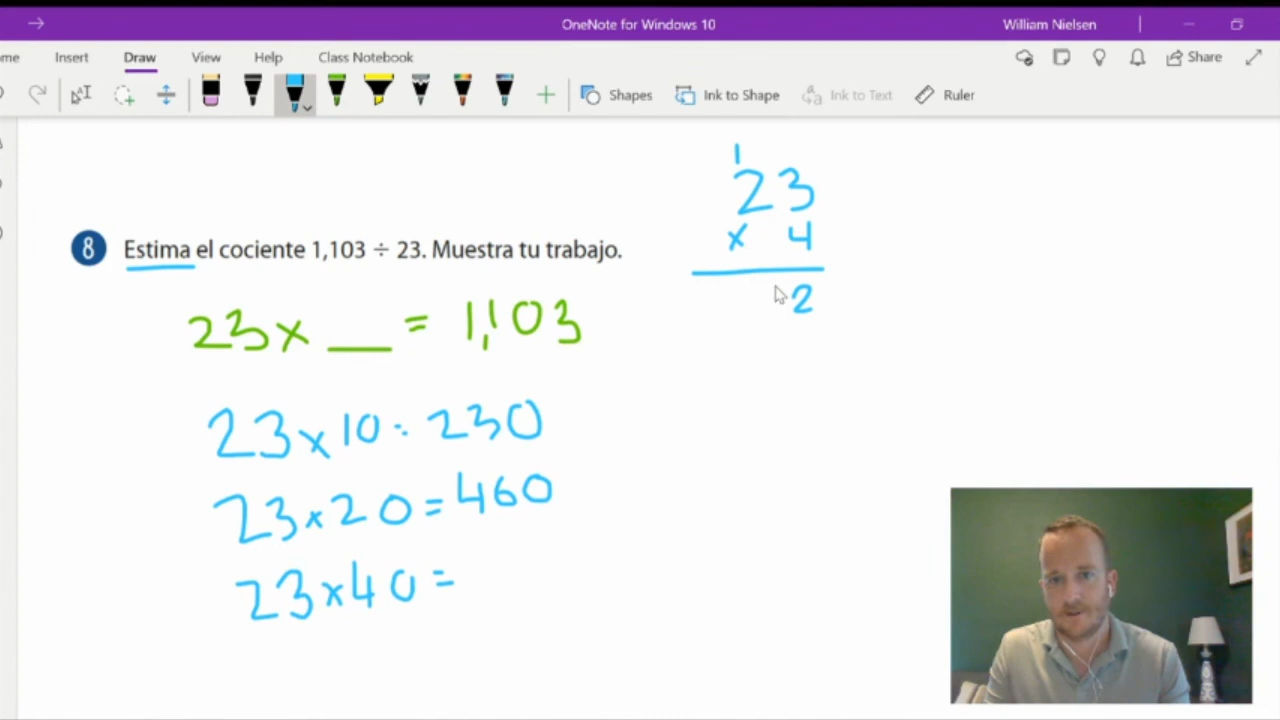 OneNote for Windows 10
William Nielsen
ome Insert Draw View Help Class Notebook
Share
Shapes Ink to Shape Ink to Text Ruler
8 Estima el cociente 1,103 ÷ 23. Muestra tu trabajo.
23 x __ = 1,103
23 x 10 = 230
23 x 20 = 460
23 x 40 =
1
23
x 4
2